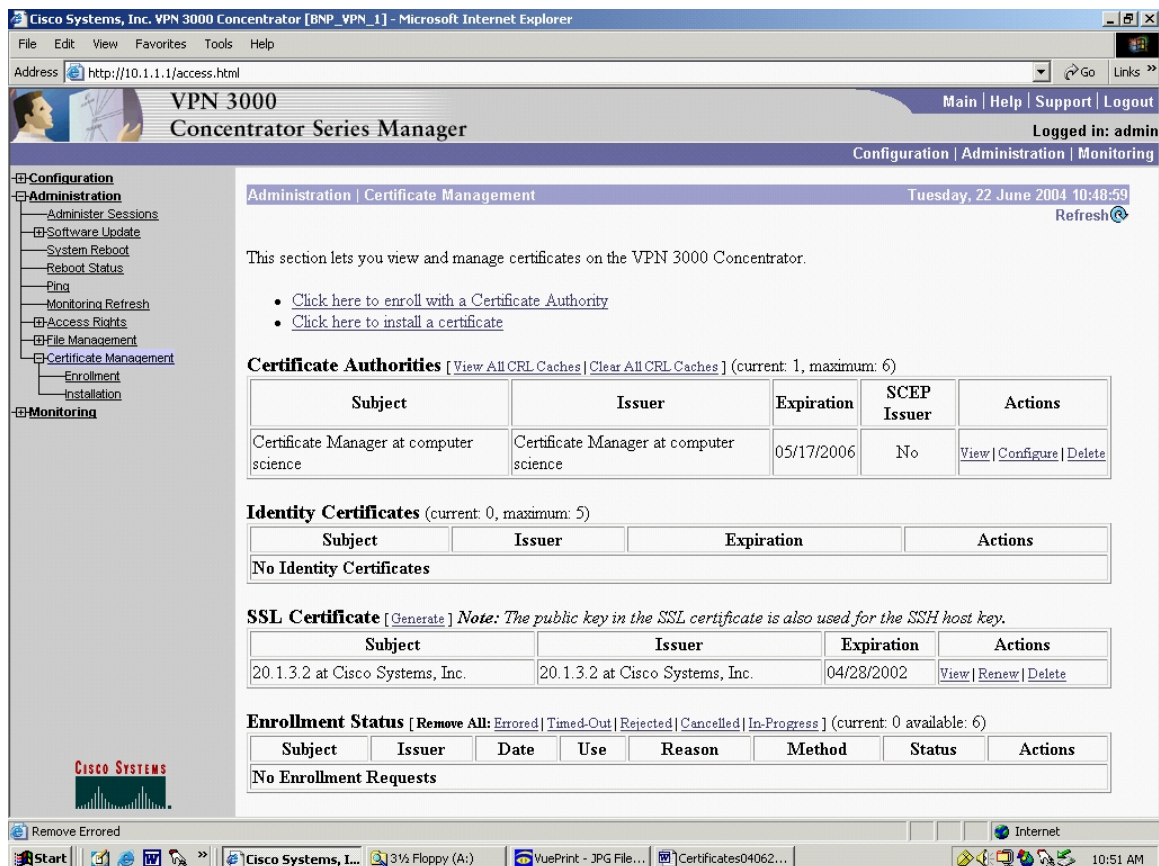 Cisco Systems, Inc. VPN 3000 Concentrator [BNP_VPN_1] - Microsoft Internet Explorer
File Edit View Favorites Tools Help
Address http://10.1.1.1/access.html Go Links »
VPN 3000
Concentrator Series Manager
Main | Help | Support | Logout
Logged in: admin
Configuration | Administration | Monitoring
Configuration
Administration
Administer Sessions
Software Update
System Reboot
Reboot Status
Ping
Monitoring Refresh
Access Rights
File Management
Certificate Management
Enrollment
Installation
Monitoring
CISCO SYSTEMS
Administration | Certificate Management Tuesday, 22 June 2004 10:48:59
Refresh
This section lets you view and manage certificates on the VPN 3000 Concentrator.
• Click here to enroll with a Certificate Authority
• Click here to install a certificate
Certificate Authorities [ View All CRL Caches | Clear All CRL Caches ] (current: 1, maximum: 6)
Subject Issuer Expiration SCEP Issuer Actions
Certificate Manager at computer science Certificate Manager at computer science 05/17/2006 No View | Configure | Delete
Identity Certificates (current: 0, maximum: 5)
Subject Issuer Expiration Actions
No Identity Certificates
SSL Certificate [ Generate ] Note: The public key in the SSL certificate is also used for the SSH host key.
Subject Issuer Expiration Actions
20.1.3.2 at Cisco Systems, Inc. 20.1.3.2 at Cisco Systems, Inc. 04/28/2002 View | Renew | Delete
Enrollment Status [ Remove All: Errored | Timed-Out | Rejected | Cancelled | In-Progress ] (current: 0 available: 6)
Subject Issuer Date Use Reason Method Status Actions
No Enrollment Requests
Remove Errored Internet
Start » Cisco Systems, I... 3½ Floppy (A:) VuePrint - JPG File... Certificates04062... 10:51 AM